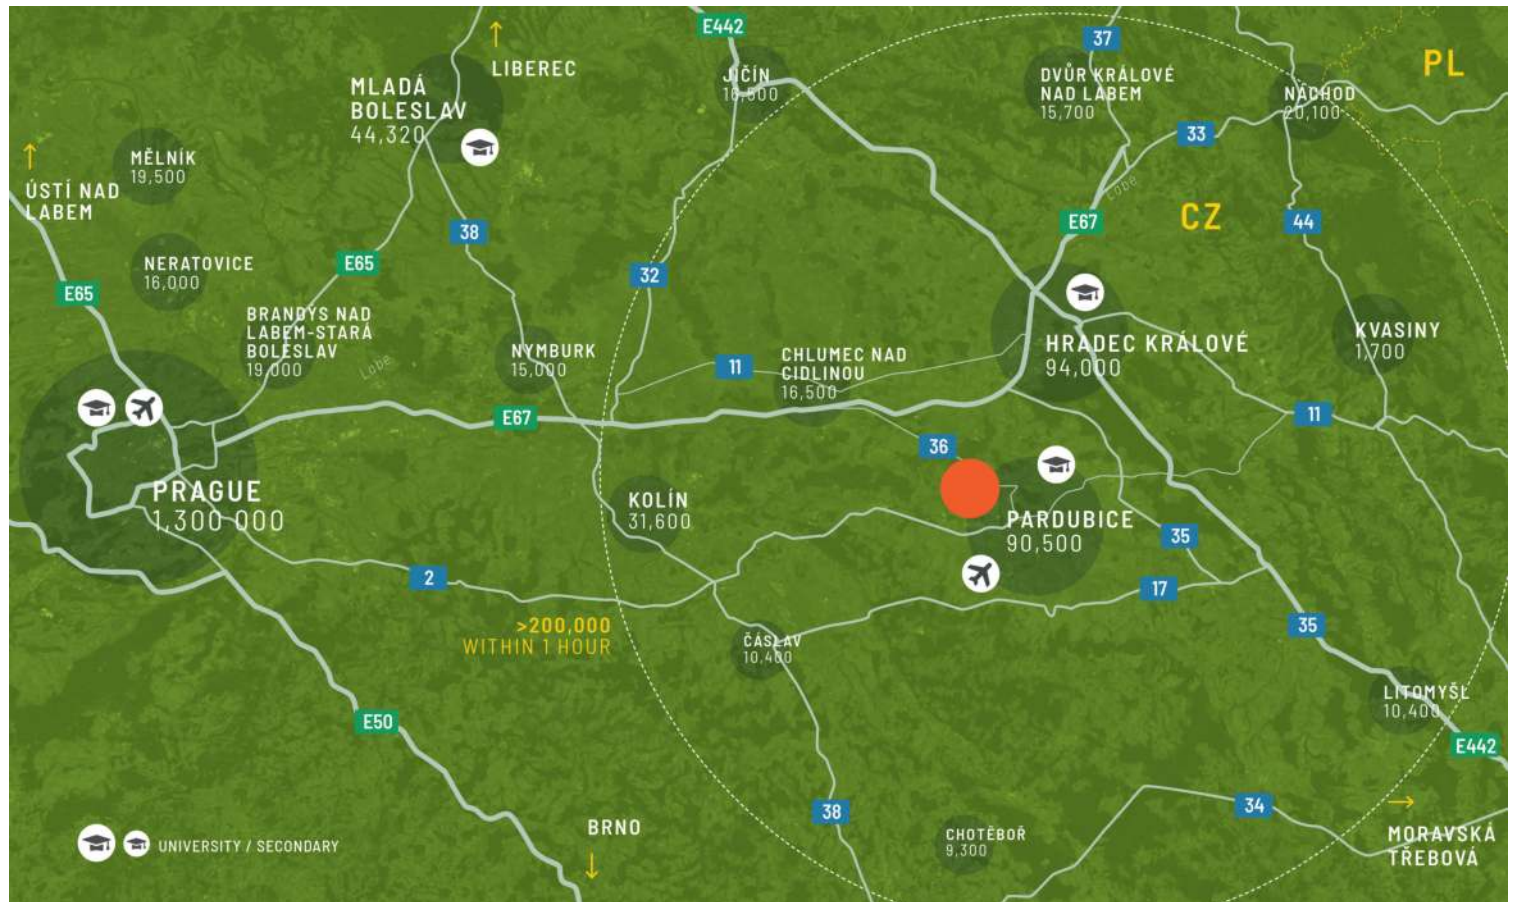 E442
37
PL
LIBEREC
JIČÍN
16,500
DVŮR KRÁLOVÉ
NAD LABEM
15,700
NÁCHOD
20,100
MLADÁ
BOLESLAV
44,320
33
MĚLNÍK
19,500
ÚSTÍ NAD
LABEM
Lobe
CZ
E67
44
38
NERATOVICE
16,000
E65
E65
32
BRANDÝS NAD
LABEM-STARÁ
BOLESLAV
19,000
Lobe
NYMBURK
15,000
11
CHLUMEC NAD
CIDLINOU
16,500
HRADEC KRÁLOVÉ
94,000
KVASINY
1,700
E67
11
36
PRAGUE
1,300 000
KOLÍN
31,600
PARDUBICE
90,500
35
2
17
>200,000
WITHIN 1 HOUR
ČÁSLAV
10,400
35
LITOMYŠL
10,400
E50
E442
38
34
BRNO
CHOTĚBOŘ
9,300
MORAVSKÁ
TŘEBOVÁ
UNIVERSITY / SECONDARY